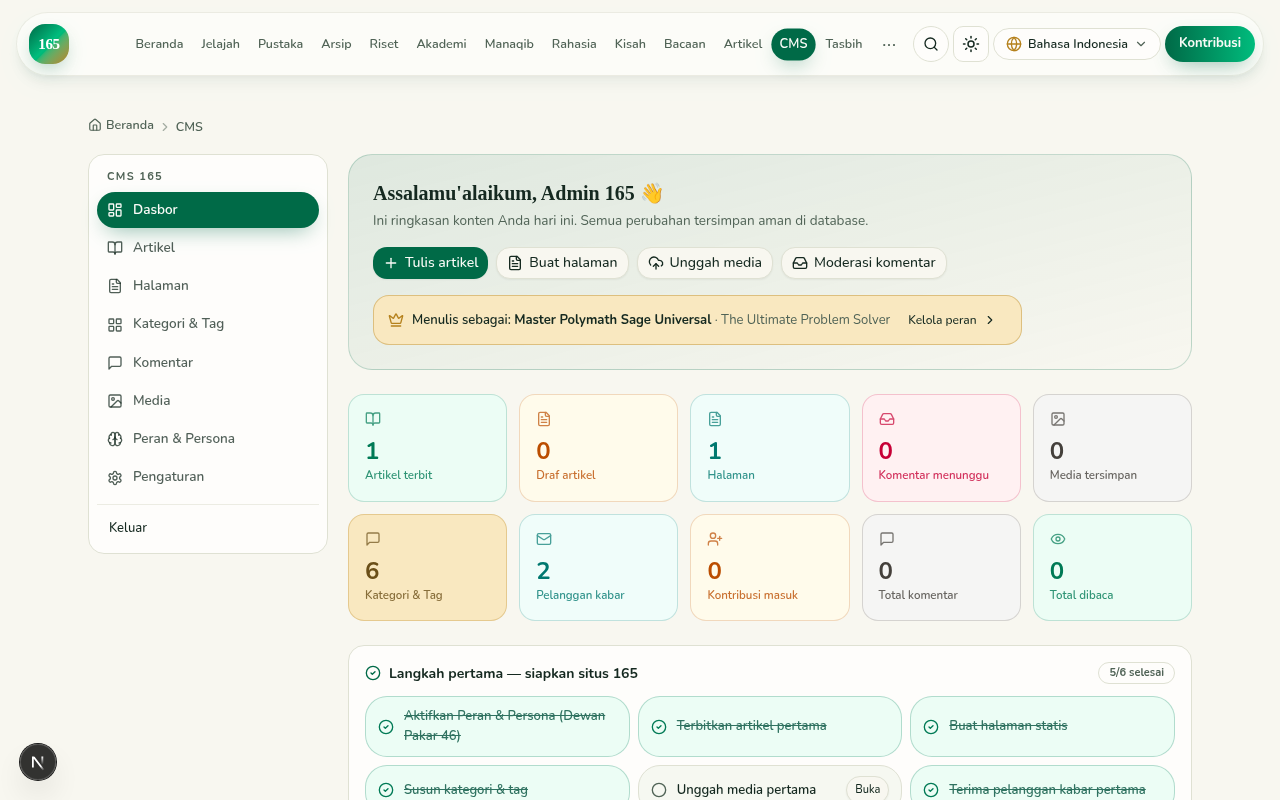 165
Beranda Jelajah Pustaka Arsip Riset Akademi Manaqib Rahasia Kisah Bacaan Artikel CMS Tasbih ... Bahasa Indonesia Kontribusi
Beranda > CMS
CMS 165
Dasbor
Artikel
Halaman
Kategori & Tag
Komentar
Media
Peran & Persona
Pengaturan
Keluar
Assalamu'alaikum, Admin 165 👋
Ini ringkasan konten Anda hari ini. Semua perubahan tersimpan aman di database.
Tulis artikel Buat halaman Unggah media Moderasi komentar
Menulis sebagai: Master Polymath Sage Universal · The Ultimate Problem Solver Kelola peran
1 0 1 0 0
Artikel terbit Draf artikel Halaman Komentar menunggu Media tersimpan
6 2 0 0 0
Kategori & Tag Pelanggan kabar Kontribusi masuk Total komentar Total dibaca
Langkah pertama — siapkan situs 165 5/6 selesai
Aktifkan Peran & Persona (Dewan
Pakar 46)
Terbitkan artikel pertama
Buat halaman statis
Susun kategori & tag
Unggah media pertama Buka
Terima pelanggan kabar pertama
N